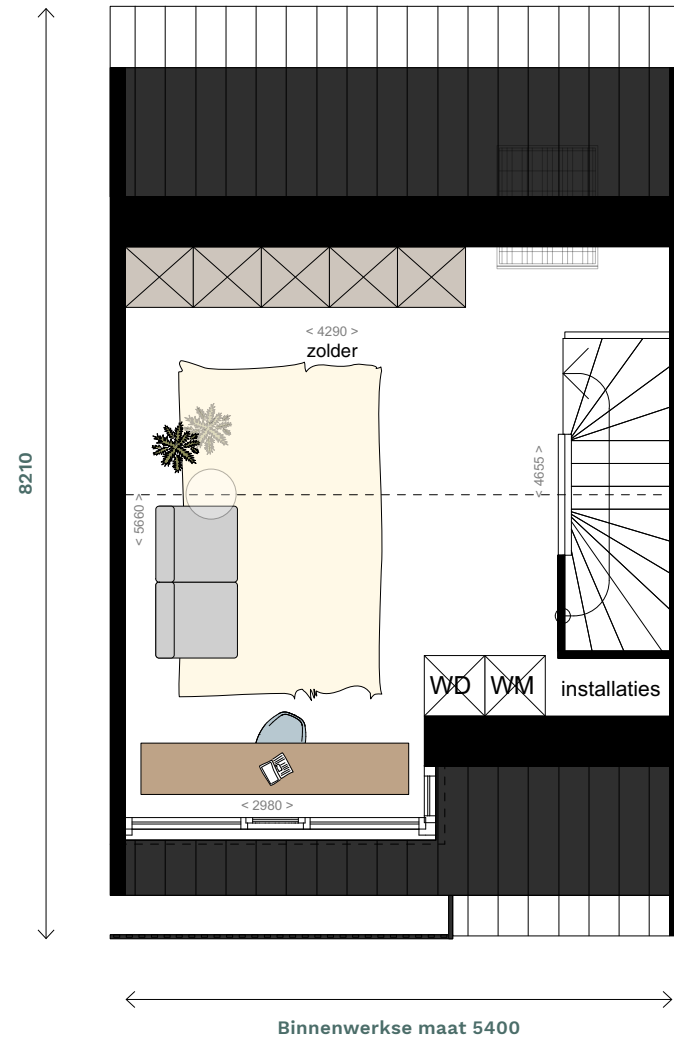 < 4290 >
zolder
8210
< 4655 >
< 5660 >
WD
WM
installaties
< 2980 >
Binnenwerkse maat 5400